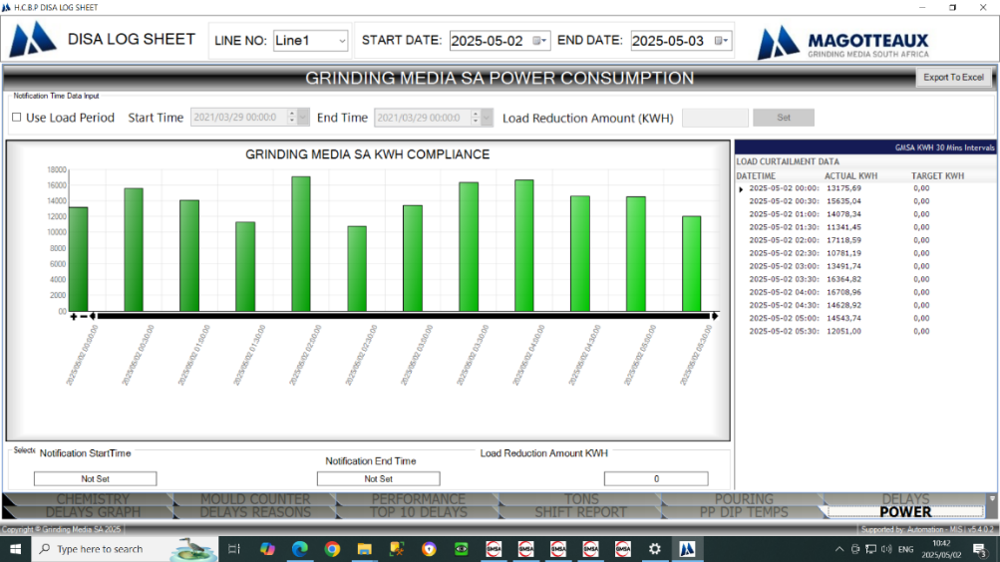 H.C.B.P DISA LOG SHEET
DISA LOG SHEET
LINE NO: Line1
START DATE: 2025-05-02
END DATE: 2025-05-03
MAGOTTEAUX
GRINDING MEDIA SOUTH AFRICA
GRINDING MEDIA SA POWER CONSUMPTION
Export To Excel
Notification Time Data Input
Use Load Period
Start Time 2021/03/29 00:00:0
End Time 2021/03/29 00:00:0
Load Reduction Amount (KWH)
Set
GRINDING MEDIA SA KWH COMPLIANCE
18000
16000
14000
12000
10000
8000
6000
4000
2000
00
2025/05/02 00:00:00
2025/05/02 00:30:00
2025/05/02 01:00:00
2025/05/02 01:30:00
2025/05/02 02:00:00
2025/05/02 02:30:00
2025/05/02 03:00:00
2025/05/02 03:30:00
2025/05/02 04:00:00
2025/05/02 04:30:00
2025/05/02 05:00:00
2025/05/02 05:30:00
GMSA KWH 30 Mins Intervals
LOAD CURTAILMENT DATA
DATETIME ACTUAL KWH TARGET KWH
2025-05-02 00:00: 13175,69 0,00
2025-05-02 00:30: 15635,04 0,00
2025-05-02 01:00: 14078,34 0,00
2025-05-02 01:30: 11341,45 0,00
2025-05-02 02:00: 17118,59 0,00
2025-05-02 02:30: 10781,19 0,00
2025-05-02 03:00: 13491,74 0,00
2025-05-02 03:30: 16364,82 0,00
2025-05-02 04:00: 16708,96 0,00
2025-05-02 04:30: 14628,92 0,00
2025-05-02 05:00: 14543,74 0,00
2025-05-02 05:30: 12051,00 0,00
Selecte
Notification StartTime
Not Set
Notification End Time
Not Set
Load Reduction Amount KWH
0
CHEMISTRY MOULD COUNTER PERFORMANCE TONS POURING DELAYS
DELAYS GRAPH DELAYS REASONS TOP 10 DELAYS SHIFT REPORT PP DIP TEMPS POWER
Copyright © Grinding Media SA 2025
Supported by: Automation - MIS | v5.4.0.2
Type here to search
GMSA GMSA GMSA GMSA GMSA
ENG
10:42
2025/05/02
3